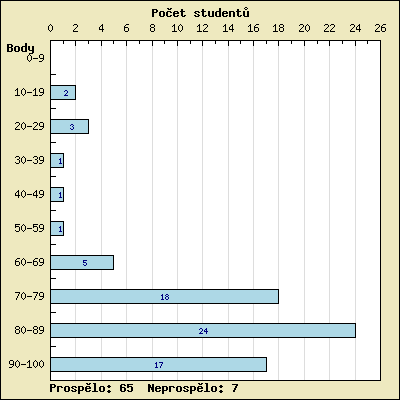 Počet studentů
0 2 4 6 8 10 12 14 16 18 20 22 24 26
Body
0-9
10-19 2
20-29 3
30-39 1
40-49 1
50-59 1
60-69 5
70-79 18
80-89 24
90-100 17
Prospělo: 65 Neprospělo: 7